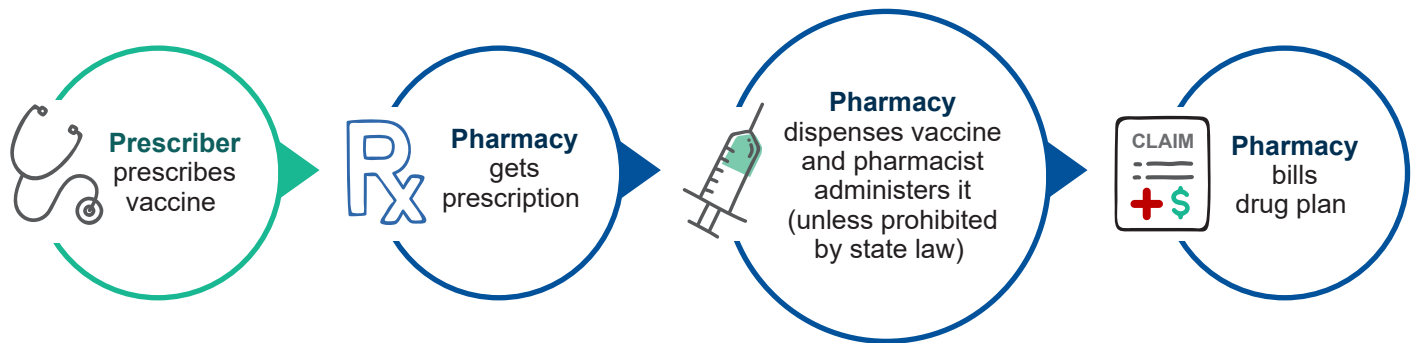 Prescriber
prescribes
vaccine
Rx
Pharmacy
gets
prescription
Pharmacy
dispenses vaccine
and pharmacist
administers it
(unless prohibited
by state law)
CLAIM
$
Pharmacy
bills
drug plan